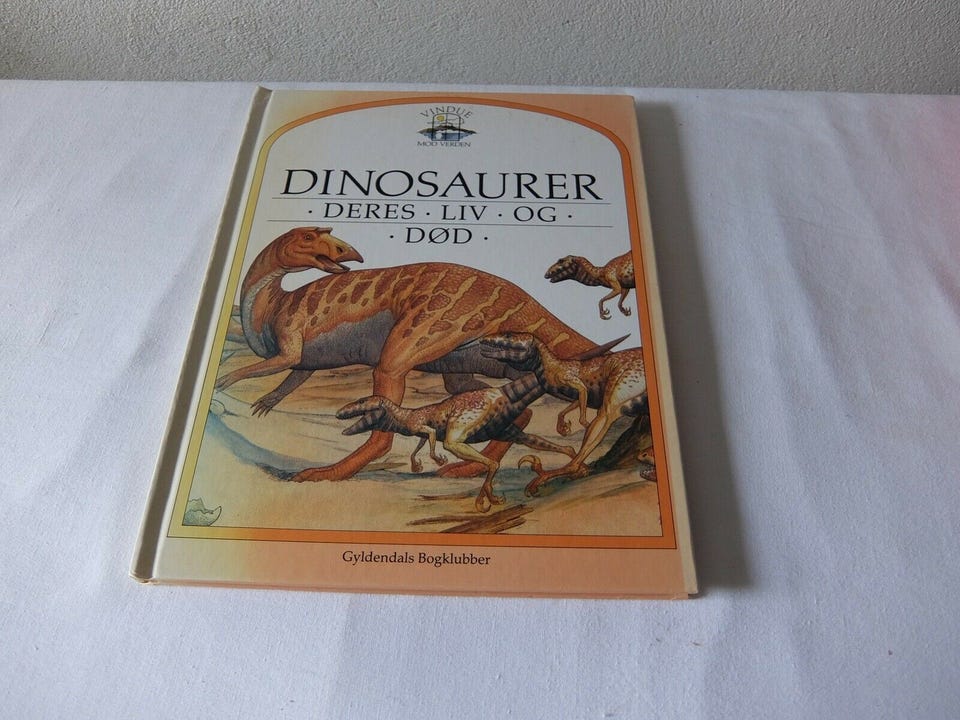 VINDUE
MOD VERDEN
DINOSAURER
· DERES · LIV · OG ·
· DØD ·
Gyldendals Bogklubber